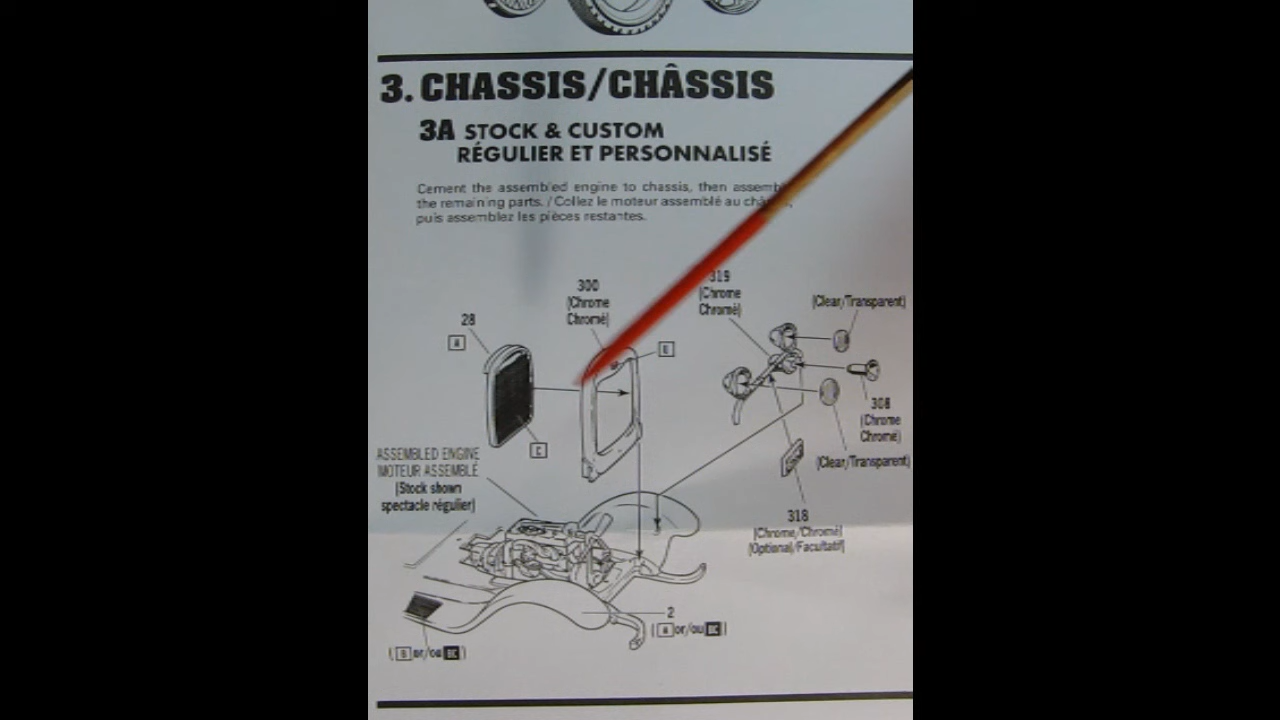 3. CHASSIS/CHÂSSIS
3A STOCK & CUSTOM
RÉGULIER ET PERSONNALISÉ
Cement the assembled engine to chassis, then
the remaining parts. / Collez le moteur assemblé au
puis assemblez les pièces restantes.
300
(Chrome
Chromé)
319
(Chrome
Chromé)
(Clear/Transparent)
28
A
308
(Chrome
Chromé)
C
(Clear/Transparent)
ASSEMBLED ENGINE
MOTEUR ASSEMBLÉ
(Stock shown
spectacle régulier)
318
(Chrome/Chromé)
(Optional/Facultatif)
2
(A or/ou BC)
or/ou BC)